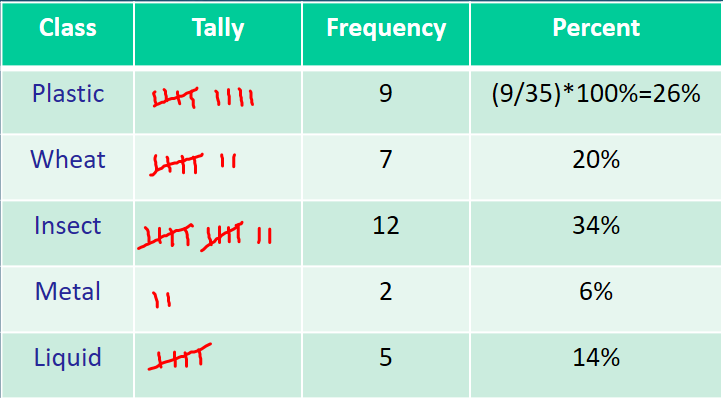 Class Tally Frequency Percent
Plastic 9 (9/35)*100%=26%
Wheat 7 20%
Insect 12 34%
Metal 2 6%
Liquid 5 14%